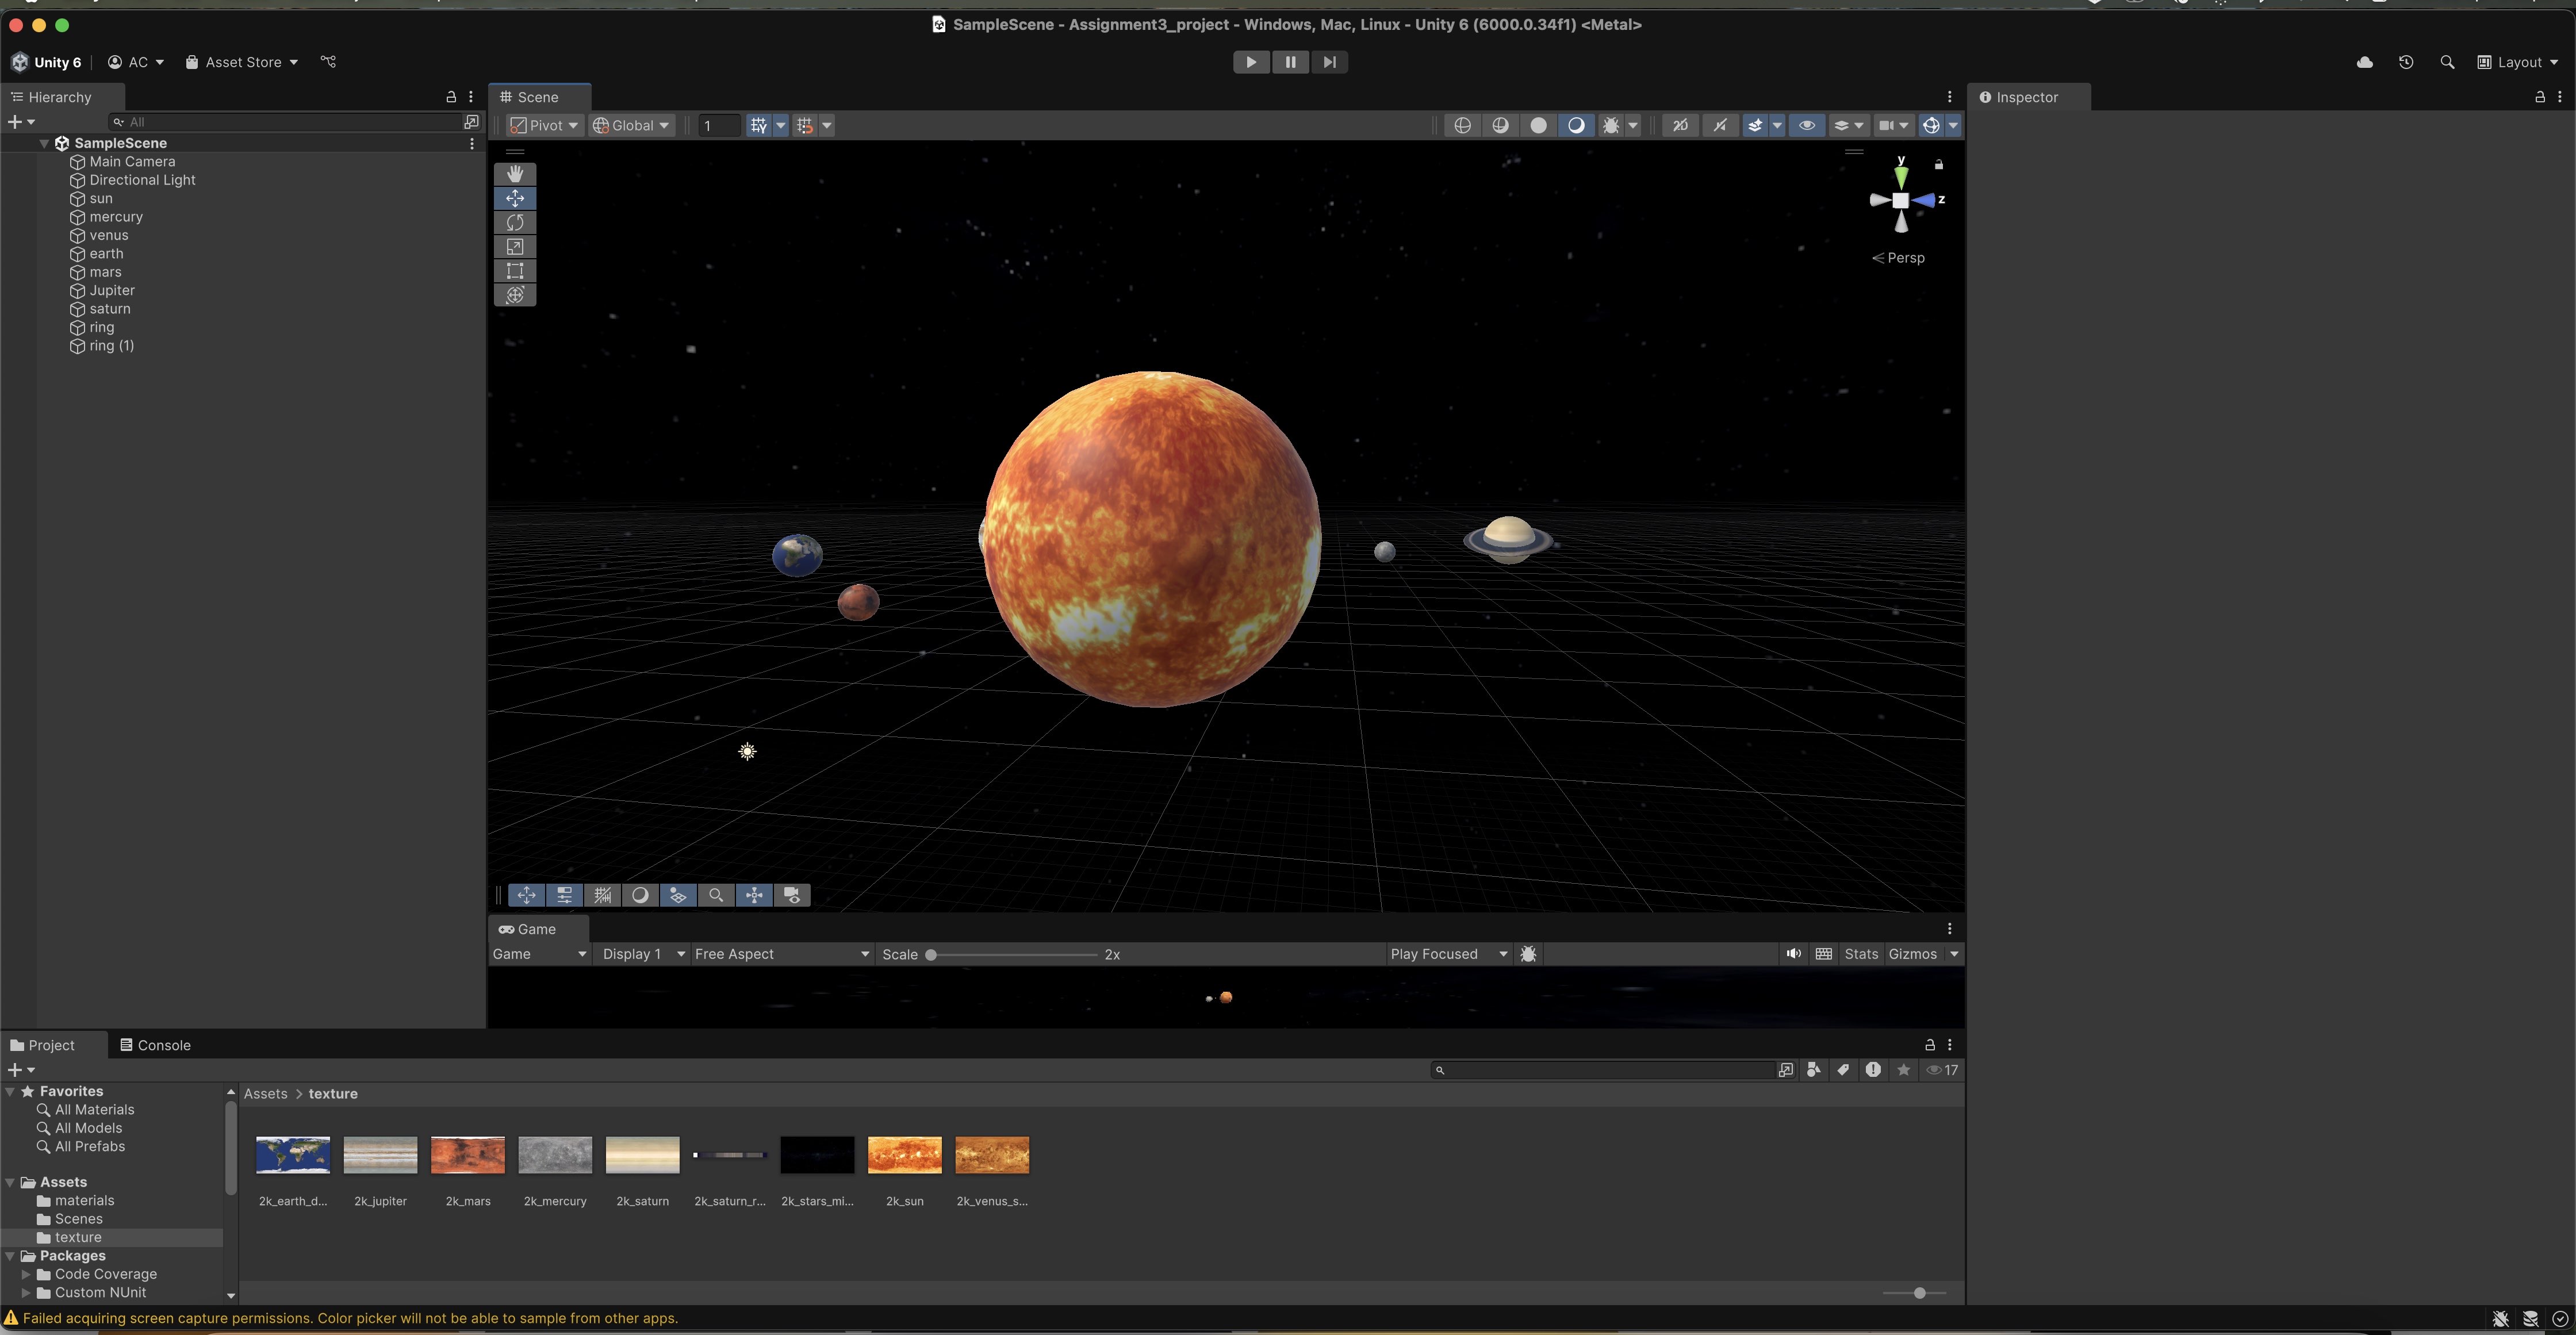 SampleScene - Assignment3_project - Windows, Mac, Linux - Unity 6 (6000.0.34f1) <Metal>
Unity 6
AC
Asset Store
Layout
Hierarchy
All
SampleScene
Main Camera
Directional Light
sun
mercury
venus
earth
mars
Jupiter
saturn
ring
ring (1)
Scene
Pivot
Global
1
2D
y
z
Persp
Inspector
Game
Game
Display 1
Free Aspect
Scale
2x
Play Focused
Stats
Gizmos
Project
Console
17
Favorites
All Materials
All Models
All Prefabs
Assets
materials
Scenes
texture
Packages
Code Coverage
Custom NUnit
Assets > texture
2k_earth_d...
2k_jupiter
2k_mars
2k_mercury
2k_saturn
2k_saturn_r...
2k_stars_mi...
2k_sun
2k_venus_s...
Failed acquiring screen capture permissions. Color picker will not be able to sample from other apps.